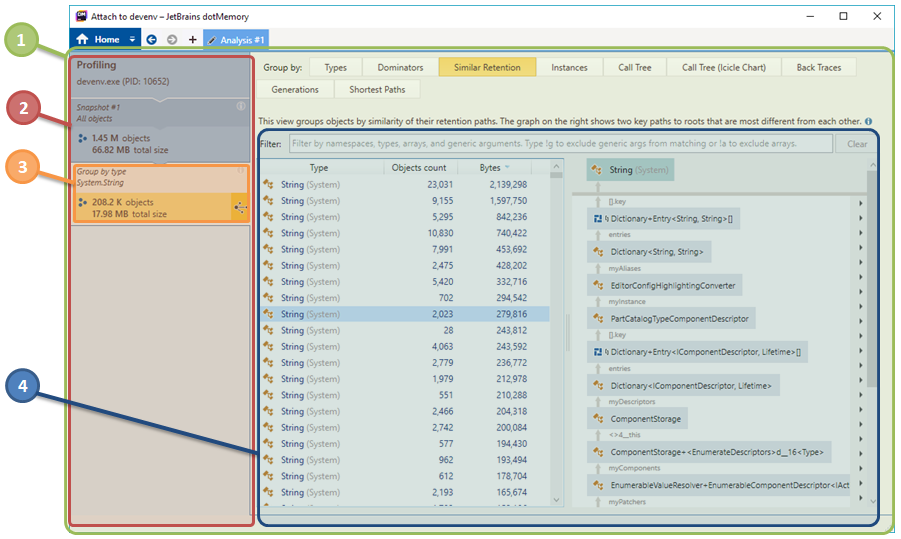 Attach to devenv – JetBrains dotMemory
Home
Analysis #1
1
Profiling
devenv.exe (PID: 10652)
2
Snapshot #1
All objects
1.45 M objects
66.82 MB total size
3
Group by type
System.String
208.2 K objects
17.98 MB total size
4
Group by: Types Dominators Similar Retention Instances Call Tree Call Tree (Icicle Chart) Back Traces
Generations Shortest Paths
This view groups objects by similarity of their retention paths. The graph on the right shows two key paths to roots that are most different from each other.
Filter: Filter by namespaces, types, arrays, and generic arguments. Type !g to exclude generic args from matching or !a to exclude arrays. Clear
Type Objects count Bytes
String (System) 23,031 2,139,298
String (System) 9,155 1,597,750
String (System) 5,295 842,236
String (System) 10,830 740,422
String (System) 7,991 453,692
String (System) 2,475 428,202
String (System) 5,420 332,716
String (System) 702 294,542
String (System) 2,023 279,816
String (System) 28 243,812
String (System) 4,063 243,592
String (System) 2,779 236,772
String (System) 1,979 212,978
String (System) 551 210,288
String (System) 2,466 204,318
String (System) 2,742 200,084
String (System) 577 194,430
String (System) 962 193,494
String (System) 612 178,704
String (System) 2,193 165,674
String (System)
[].key
Dictionary+Entry<String, String>[]
entries
Dictionary<String, String>
myAliases
EditorConfigHighlightingConverter
myInstance
PartCatalogTypeComponentDescriptor
[].key
Dictionary+Entry<IComponentDescriptor, Lifetime>[]
entries
Dictionary<IComponentDescriptor, Lifetime>
myDescriptors
ComponentStorage
<>4__this
ComponentStorage+<EnumerateDescriptors>d__16<Type>
myComponents
EnumerableValueResolver+EnumerableComponentDescriptor<IAct
myPatchers